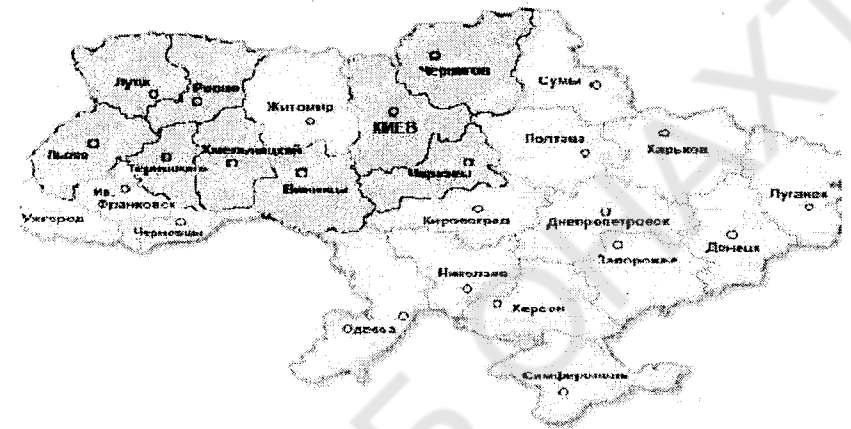 Чернигов
Сумы
Луцк
Ровно
Житомир
КИЕВ
Полтава
Харьков
Львов
Тернополь
Хмельницкий
Винницы
Черкассы
Луганск
Ив.
Франковск
Ужгород
Черновцы
Кировоград
Днепропетровск
Донецк
Запорожье
Николаев
Херсон
Одесса
Симферополь